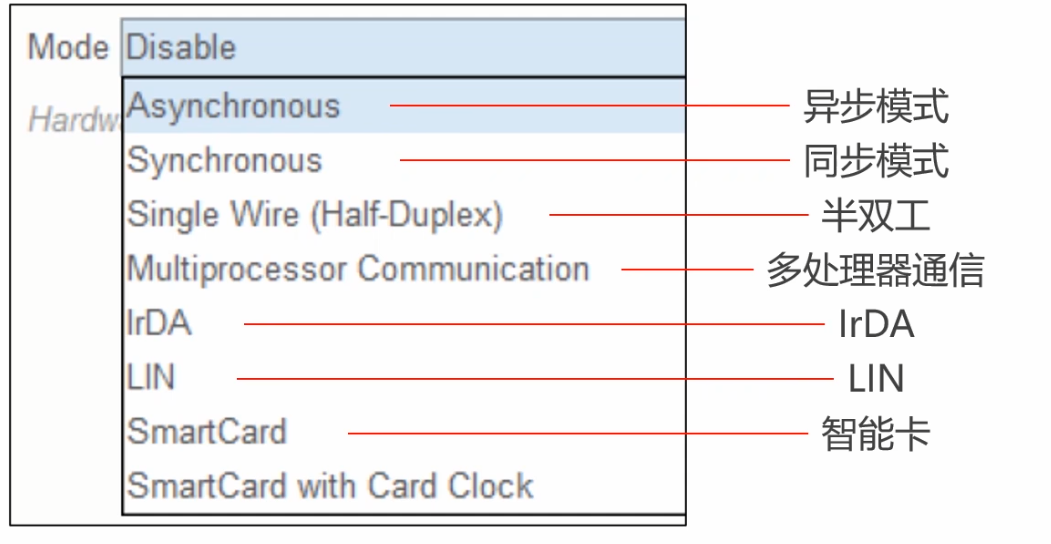 Mode Disable
Hardw
Asynchronous 异步模式
Synchronous 同步模式
Single Wire (Half-Duplex) 半双工
Multiprocessor Communication 多处理器通信
IrDA IrDA
LIN LIN
SmartCard 智能卡
SmartCard with Card Clock